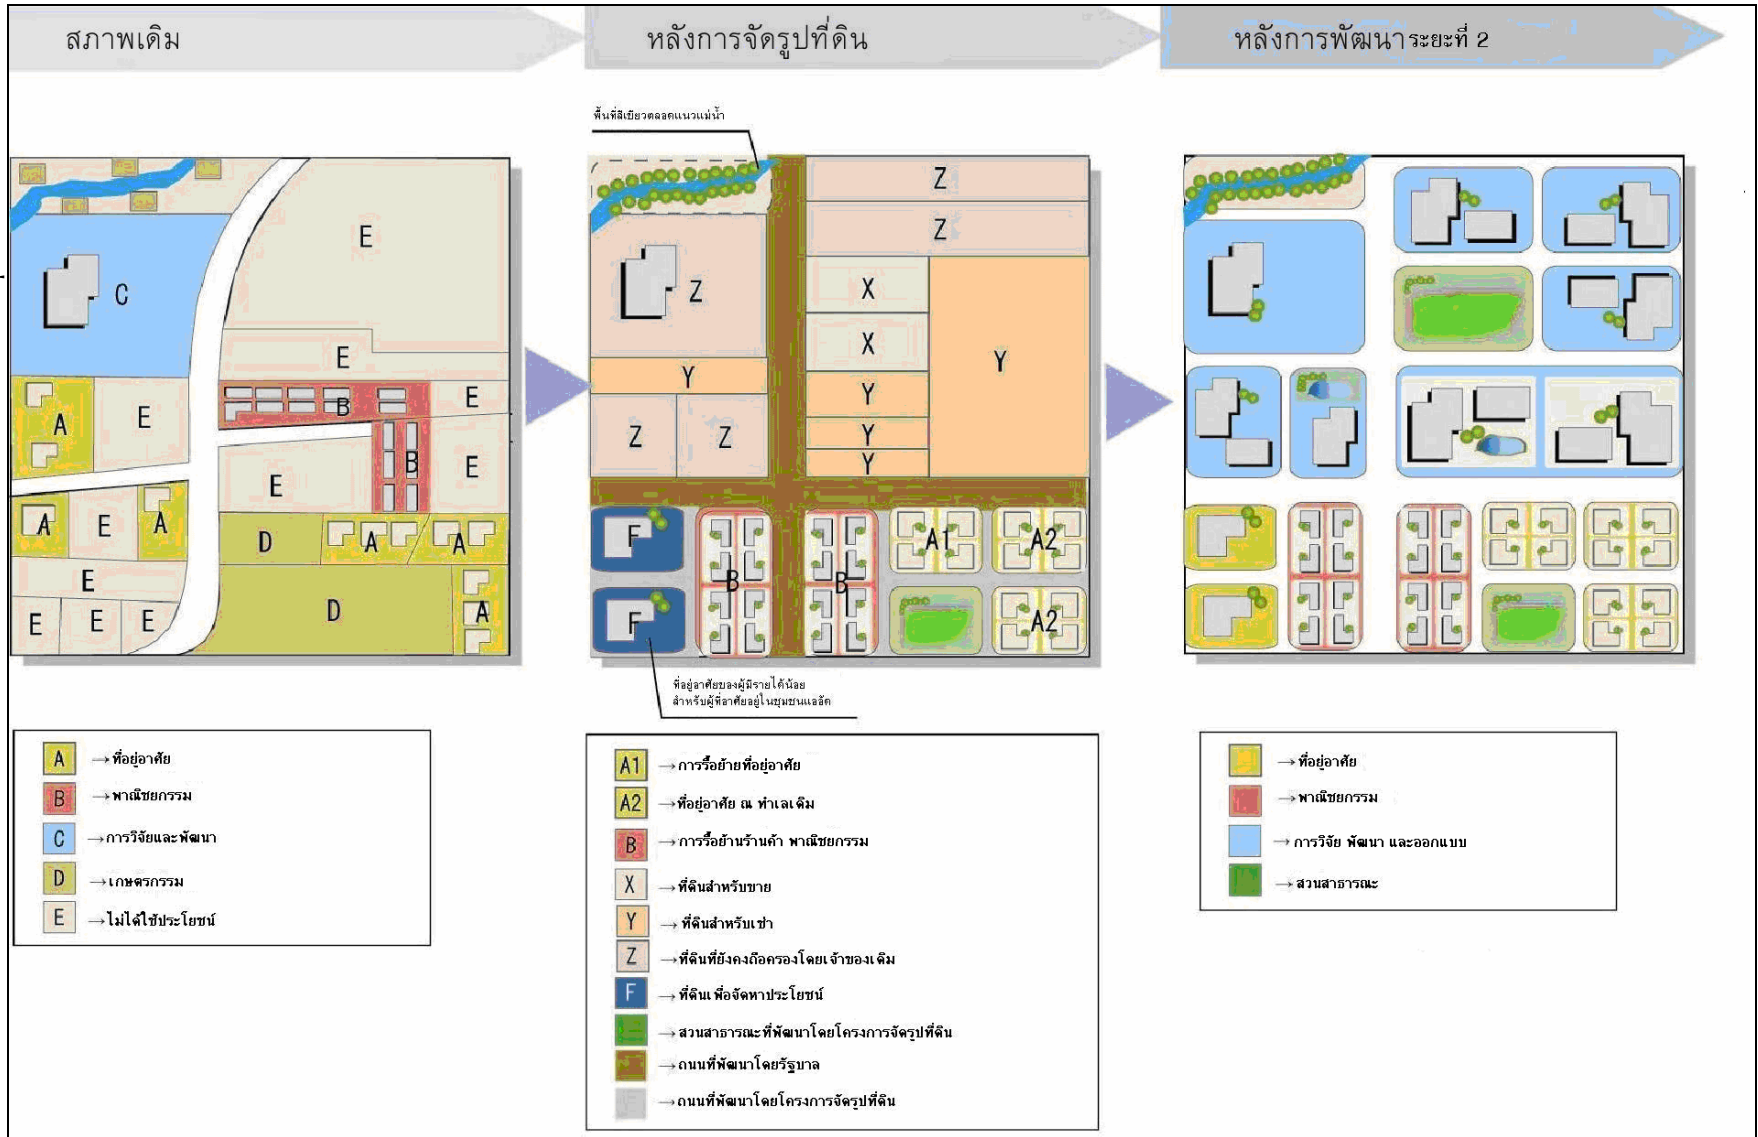 สภาพเดิม
หลังการจัดรูปที่ดิน
หลังการพัฒนาระยะที่ 2
พื้นที่สีเขียวตลอดแนวแม่น้ำ
E
C
E
A
E
B
E
B
E
E
A
E
A
D
A
A
E
D
A
E
E
E
Z
Z
Z
X
X
Y
Y
Y
Z
Z
Y
Y
F
B
B
A1
A2
F
A2
ที่อยู่อาศัยของผู้มีรายได้น้อย
สำหรับผู้ที่อาศัยอยู่ในชุมชนแออัด
A →ที่อยู่อาศัย
B →พาณิชยกรรม
C →การวิจัยและพัฒนา
D →เกษตรกรรม
E →ไม่ได้ใช้ประโยชน์
A1 →การรื้อย้ายที่อยู่อาศัย
A2 →ที่อยู่อาศัย ณ ทำเลเดิม
B →การรื้อย้านร้านค้า พาณิชยกรรม
X →ที่ดินสำหรับขาย
Y →ที่ดินสำหรับเช่า
Z →ที่ดินที่ยังคงถือครองโดยเจ้าของเดิม
F →ที่ดินเพื่อจัดหาประโยชน์
→สวนสาธารณะที่พัฒนาโดยโครงการจัดรูปที่ดิน
→ถนนที่พัฒนาโดยรัฐบาล
→ถนนที่พัฒนาโดยโครงการจัดรูปที่ดิน
→ที่อยู่อาศัย
→พาณิชยกรรม
→การวิจัย พัฒนา และออกแบบ
→สวนสาธารณะ